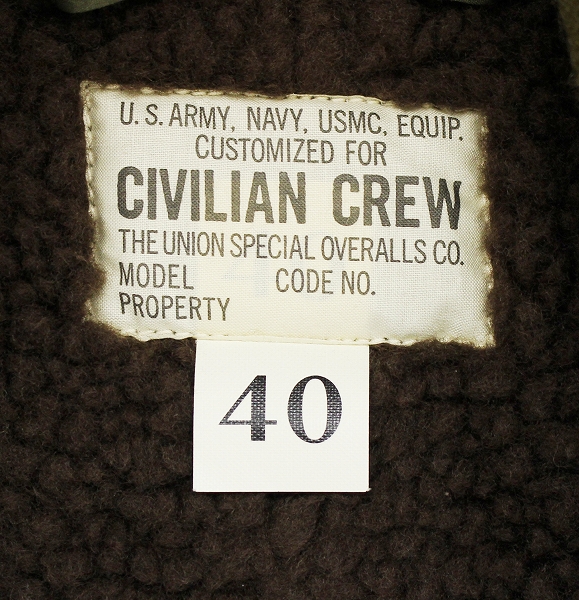 U.S. ARMY, NAVY, USMC, EQUIP.
CUSTOMIZED FOR
CIVILIAN CREW
THE UNION SPECIAL OVERALLS CO.
MODEL CODE NO.
PROPERTY
40